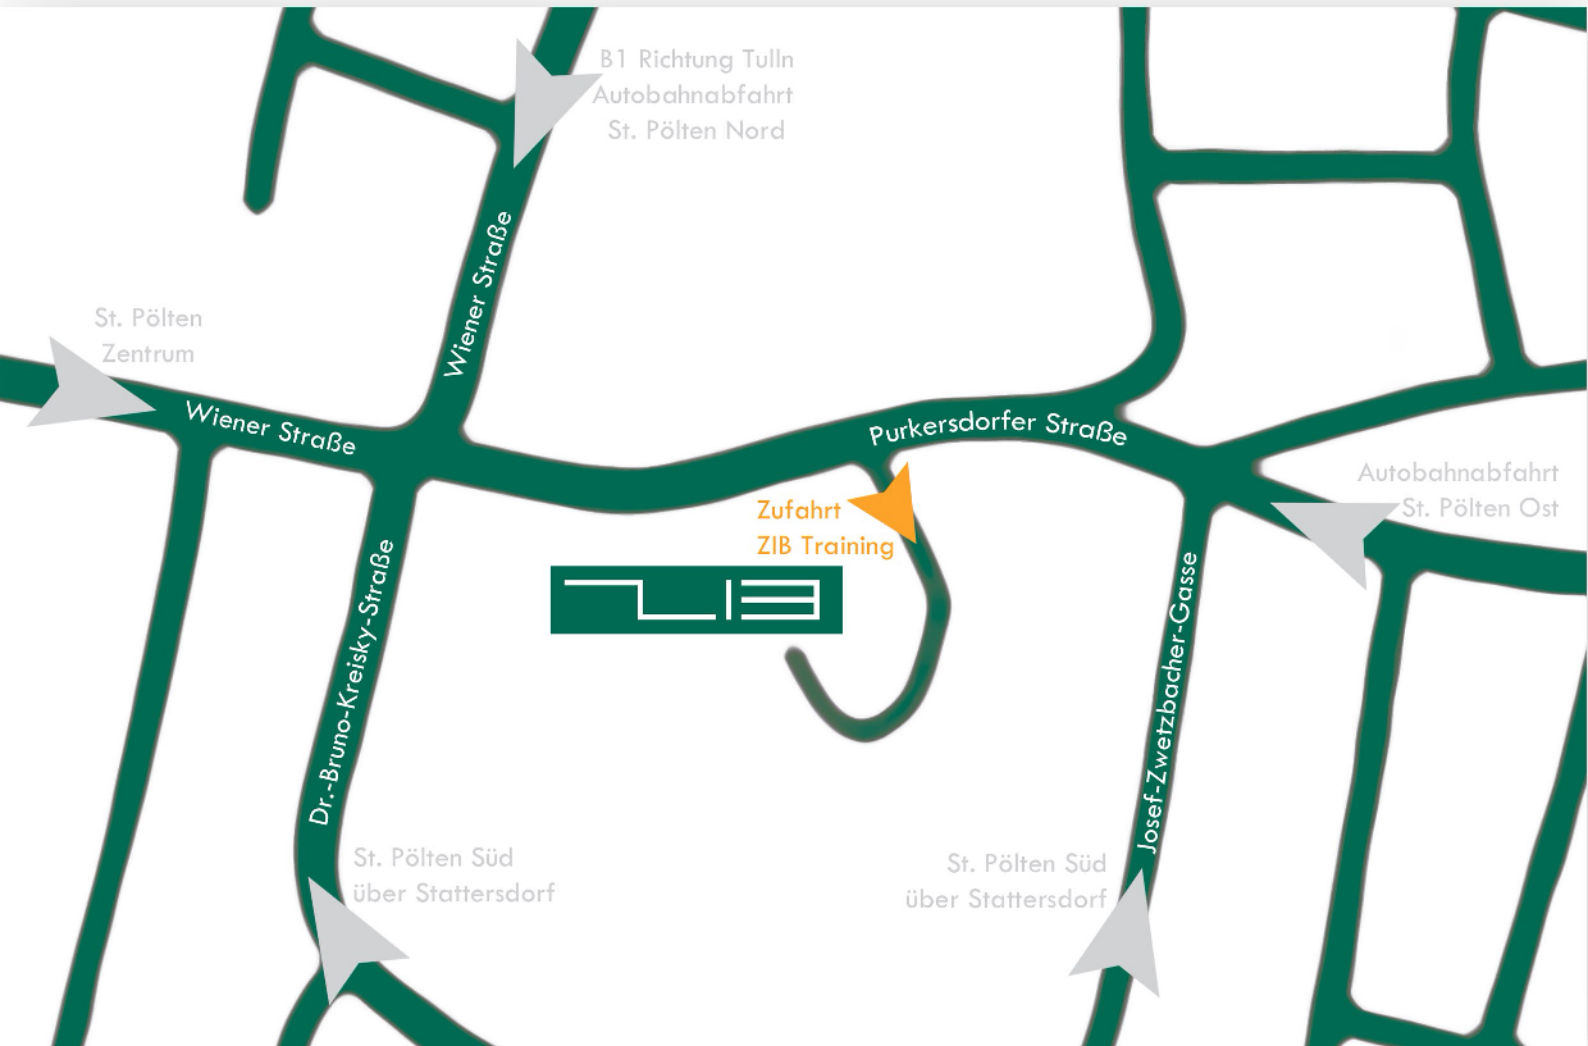 B1 Richtung Tulln
Autobahnabfahrt
St. Pölten Nord
Wiener Straße
St. Pölten
Zentrum
Wiener Straße
Purkersdorfer Straße
Autobahnabfahrt
St. Pölten Ost
Zufahrt
ZIB Training
ZIB
Dr.-Bruno-Kreisky-Straße
Josef-Zwetzbacher-Gasse
St. Pölten Süd
über Stattersdorf
St. Pölten Süd
über Stattersdorf